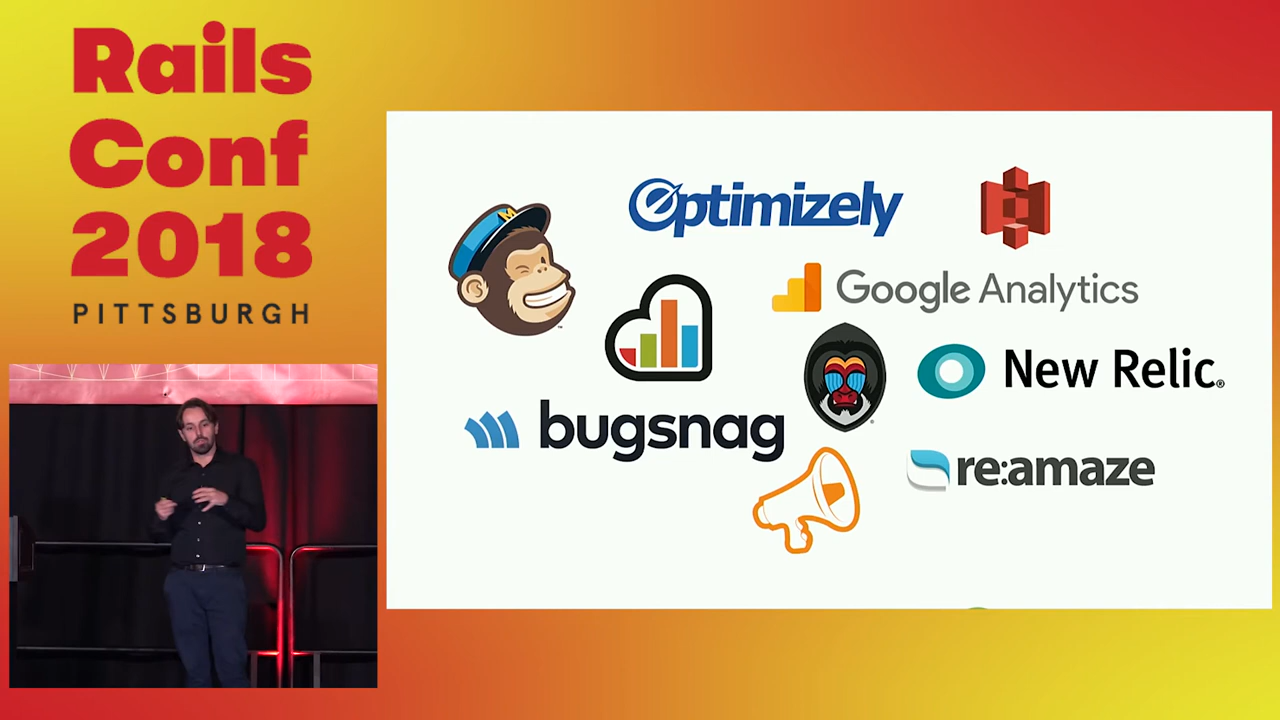 Rails
Conf
2018
PITTSBURGH
Optimizely
M
Google Analytics
New Relic®
bugsnag
re:amaze